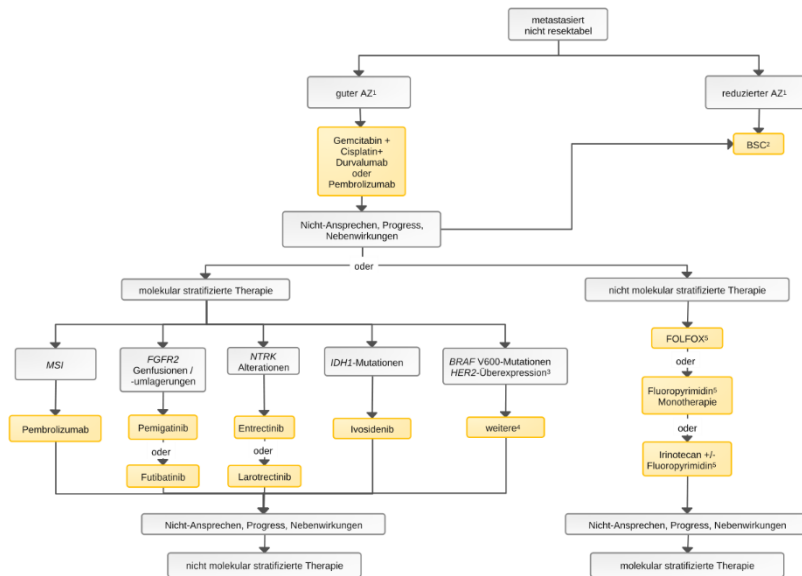 metastasiert
nicht resektabel
guter AZ¹
reduzierter AZ¹
Gemcitabin +
Cisplatin+
Durvalumab
oder
Pembrolizumab
BSC²
Nicht-Ansprechen, Progress,
Nebenwirkungen
oder
molekular stratifizierte Therapie
nicht molekular stratifizierte Therapie
MSI
FGFR2
Genfusionen /
-umlagerungen
NTRK
Alterationen
IDH1-Mutationen
BRAF V600-Mutationen
HER2-Überexpression³
FOLFOX⁵
oder
Pembrolizumab
Pemigatinib
oder
Futibatinib
Entrectinib
oder
Larotrectinib
Ivosidenib
weitere⁴
Fluoropyrimidin⁵
Monotherapie
oder
Irinotecan +/-
Fluoropyrimidin⁵
Nicht-Ansprechen, Progress, Nebenwirkungen
Nicht-Ansprechen, Progress, Nebenwirkungen
nicht molekular stratifizierte Therapie
molekular stratifizierte Therapie